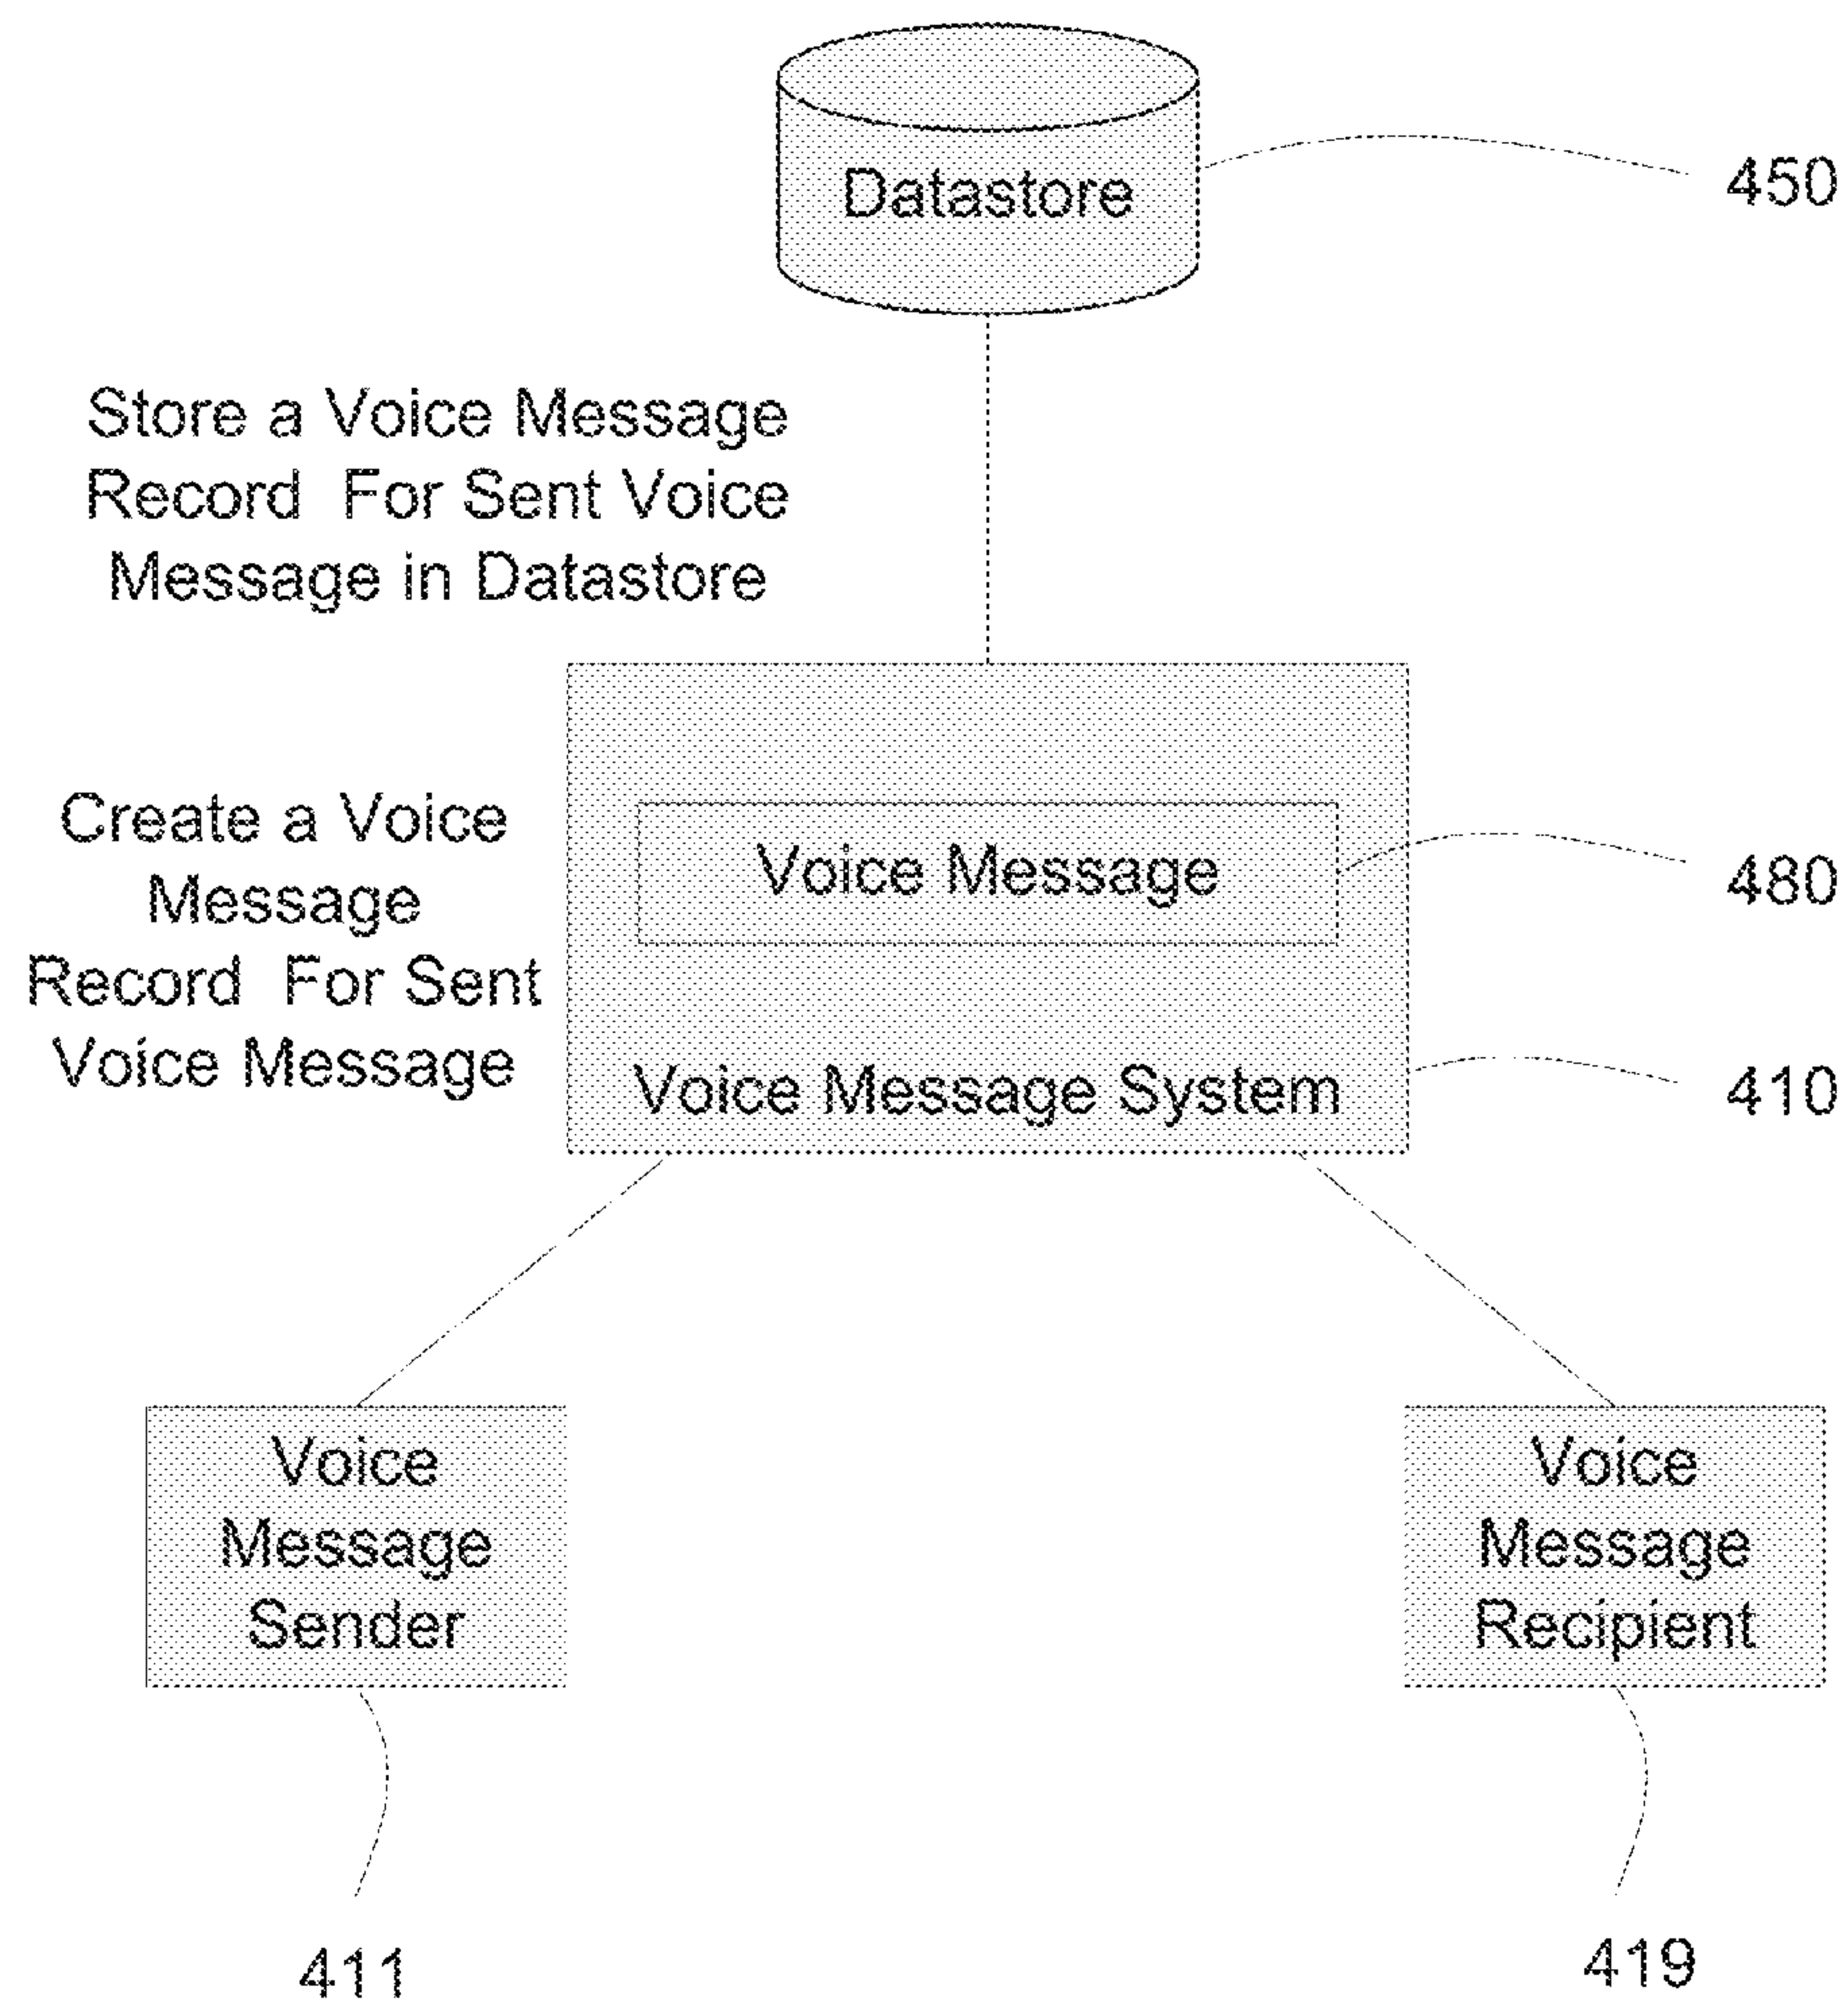 Datastore
450
Store a Voice Message
Record For Sent Voice
Message in Datastore
Create a Voice
Message
Record For Sent
Voice Message
Voice Message
480
Voice Message System
410
Voice
Message
Sender
Voice
Message
Recipient
411
419